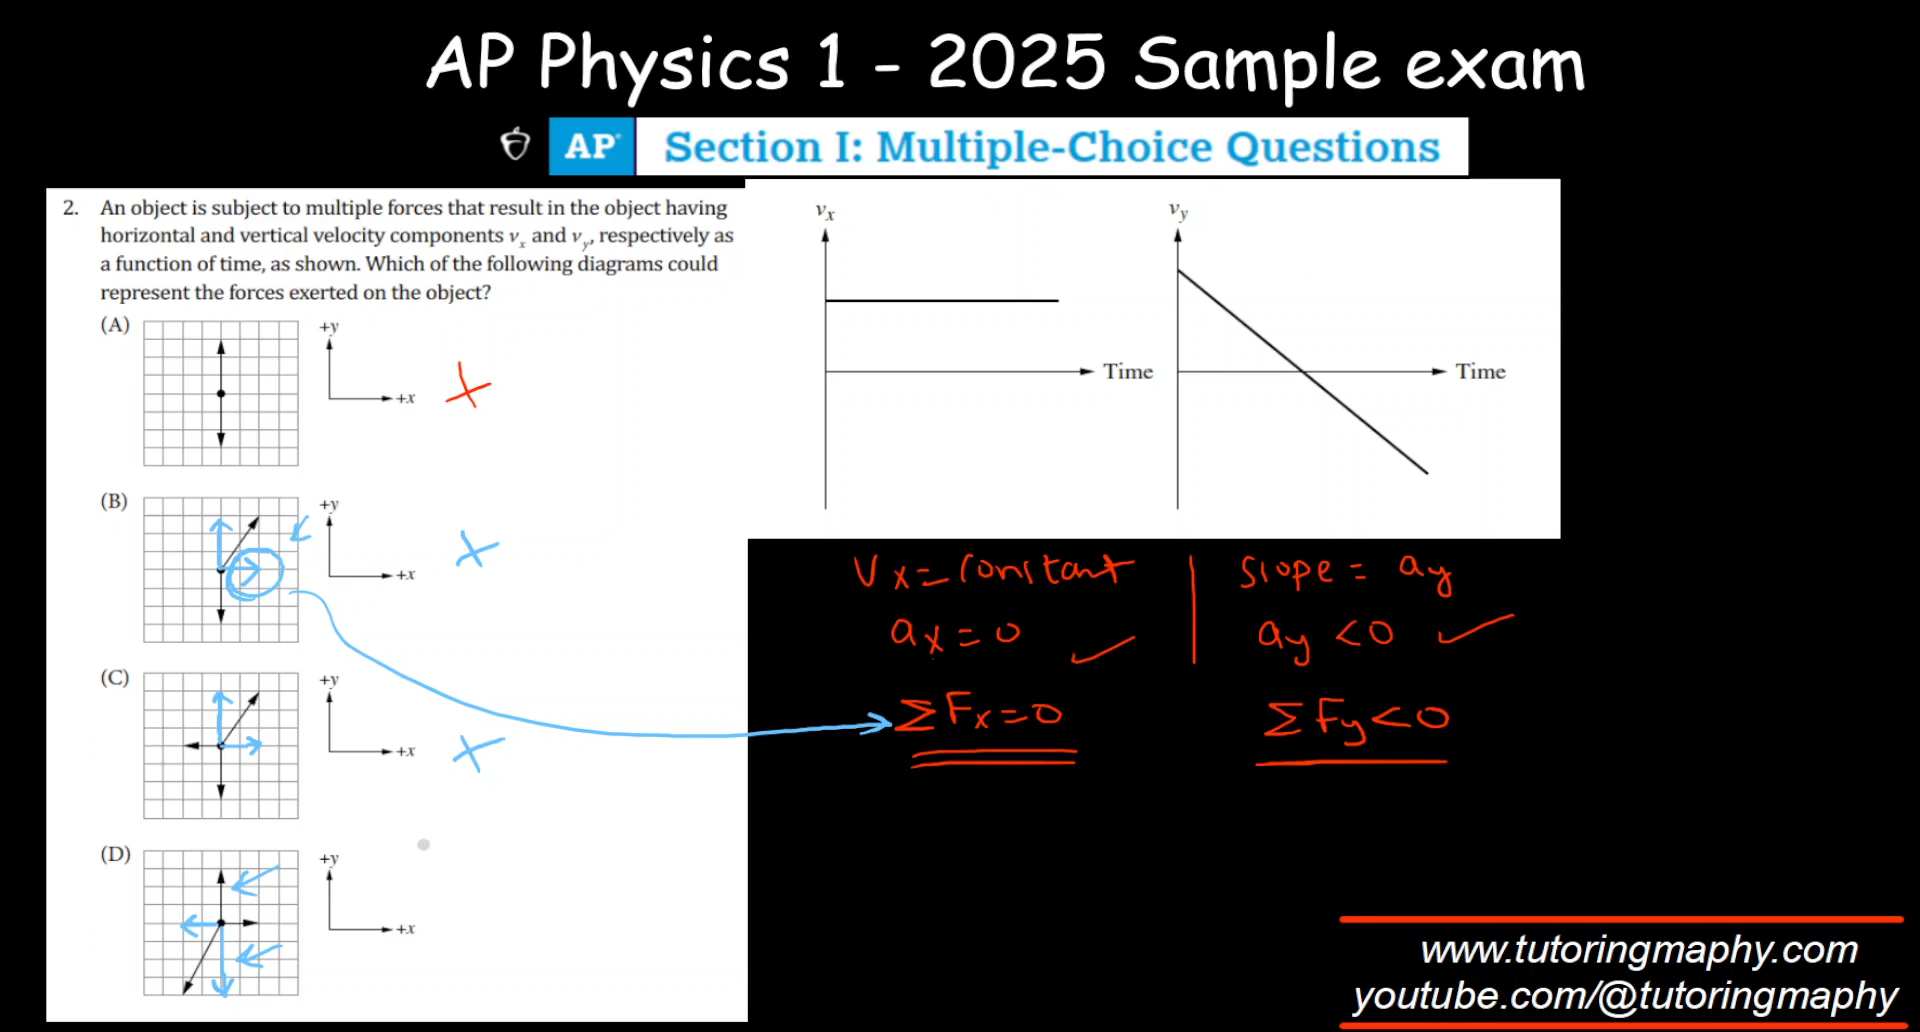 AP Physics 1 - 2025 Sample exam
AP Section I: Multiple-Choice Questions
2. An object is subject to multiple forces that result in the object having
horizontal and vertical velocity components vx and vy, respectively as
a function of time, as shown. Which of the following diagrams could
represent the forces exerted on the object?
(A)
+y
+x
(B)
+y
+x
(C)
+y
+x
(D)
+y
+x
vx
Time
vy
Time
Vx = constant
ax = 0
ΣFx = 0
slope = ay
ay < 0
ΣFy < 0
www.tutoringmaphy.com
youtube.com/@tutoringmaphy